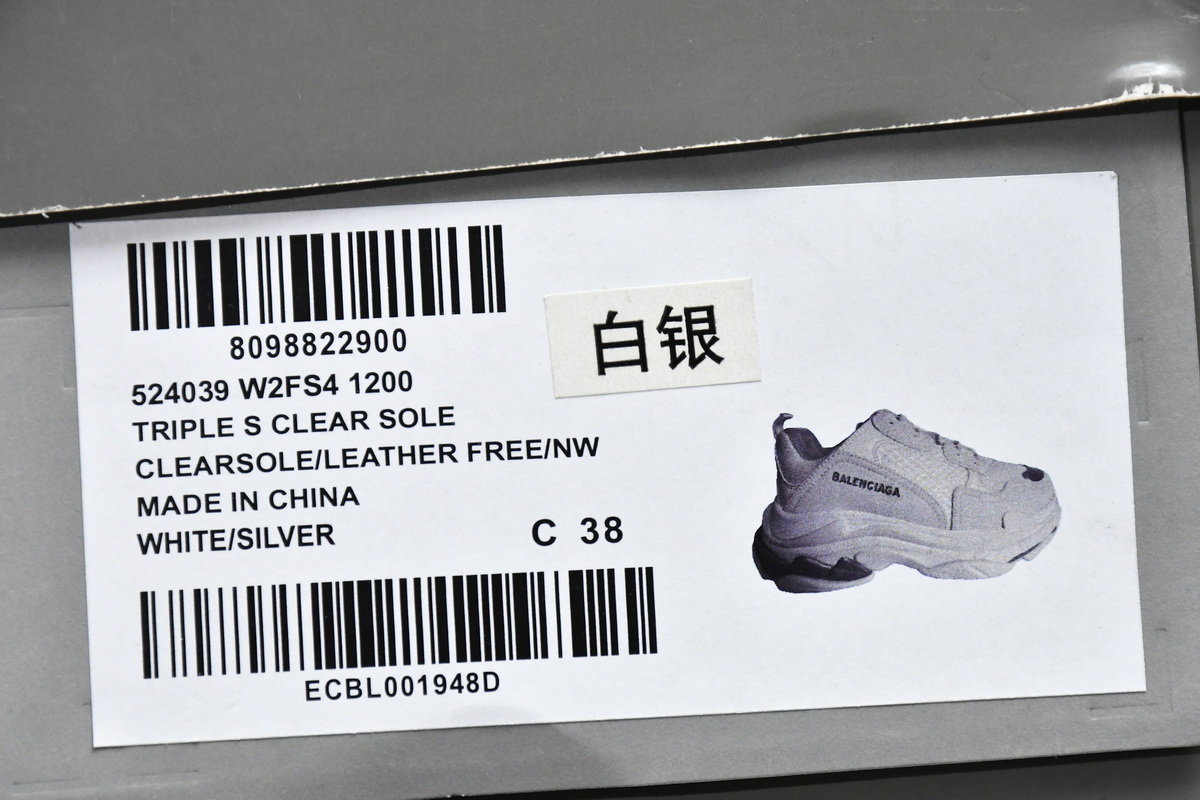 8098822900
524039 W2FS4 1200
TRIPLE S CLEAR SOLE
CLEARSOLE/LEATHER FREE/NW
MADE IN CHINA
WHITE/SILVER
C 38
ECBL001948D
白银
BALENCIAGA